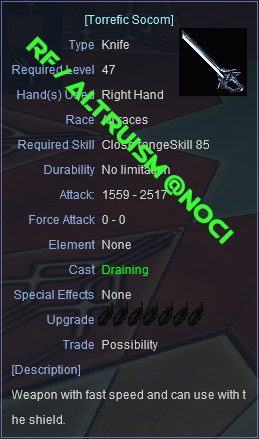 [Torrefic Socom]
Type Knife
Required Level 47
Hand(s) Used Right Hand
Race All races
Required Skill Close rangeSkill 85
Durability No limitation
Attack: 1559 - 2517
Force Attack 0 - 0
Element None
Cast Draining
Special Effects None
Upgrade
Trade Possibility
[Description]
Weapon with fast speed and can use with t
he shield.
RF / ALTRUISM @NOCI